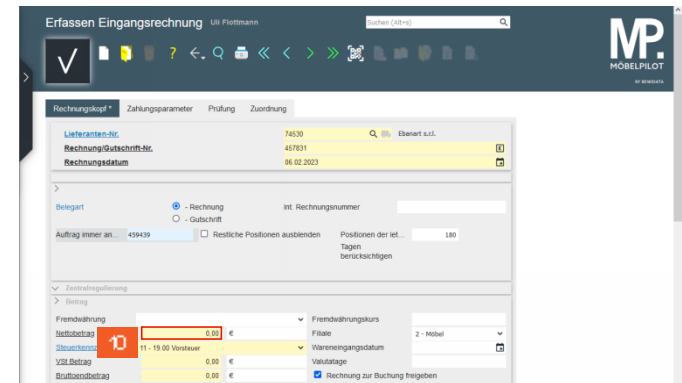 Erfassen Eingangsrechnung Uli Flottmann
Suchen (Alt+s)
MP.
MÖBELPILOT
BY BEMIDATA
Rechnungskopf * Zahlungsparameter Prüfung Zuordnung
Lieferanten-Nr. 74530 Ebenart s.r.l.
Rechnung/Gutschrift-Nr. 457831
Rechnungsdatum 06.02.2023
Belegart - Rechnung Int. Rechnungsnummer
- Gutschrift
Auftrag immer an... 459439 Restliche Positionen ausblenden Positionen der let... 180
Tagen
berücksichtigen
Zentralregulierung
Betrag
Fremdwährung Fremdwährungskurs
Nettobetrag 0,00 € Filiale 2 - Möbel
Steuerkennz 11 - 19.00 Vorsteuer Wareneingangsdatum
10
VSt Betrag 0,00 € Valutatage
Bruttoendbetrag 0,00 € Rechnung zur Buchung freigeben